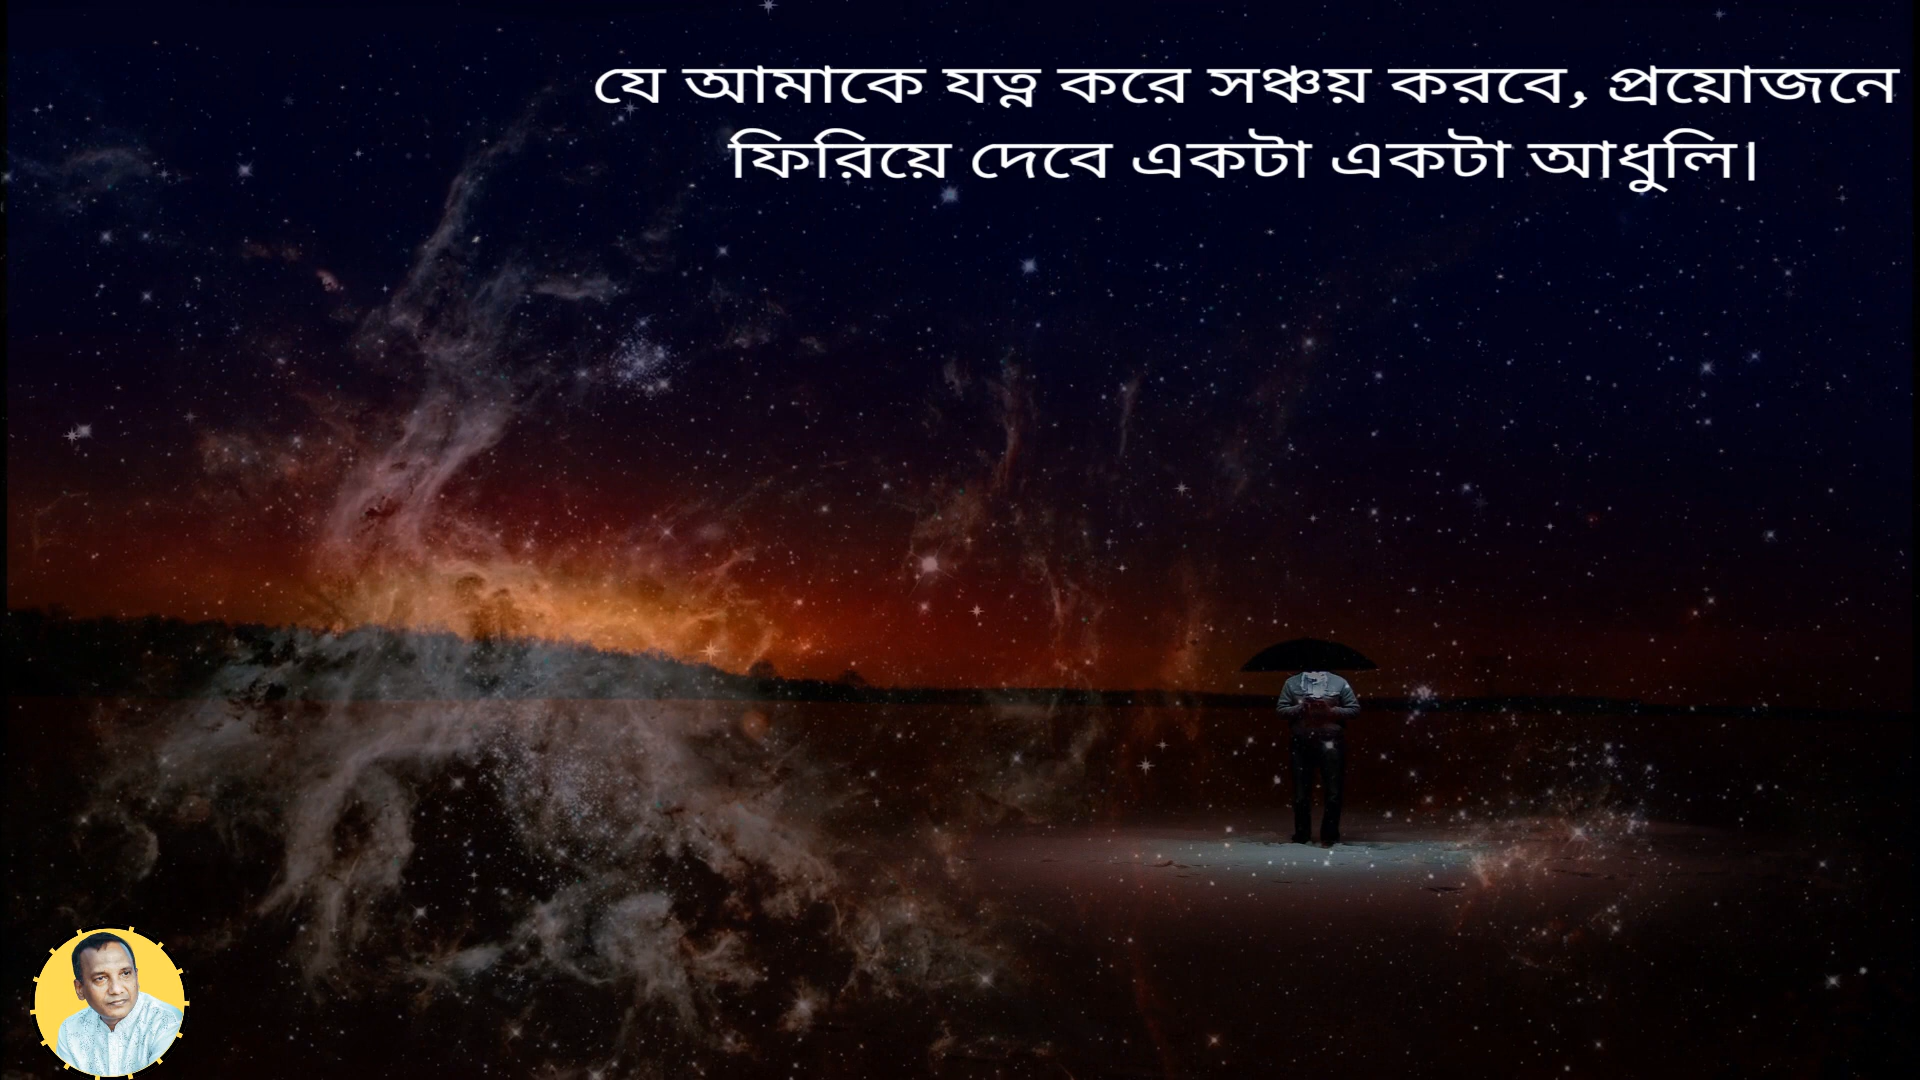 যে আমাকে যত্ন করে সঞ্চয় করবে, প্রয়োজনে
ফিরিয়ে দেবে একটা একটা আধুলি।